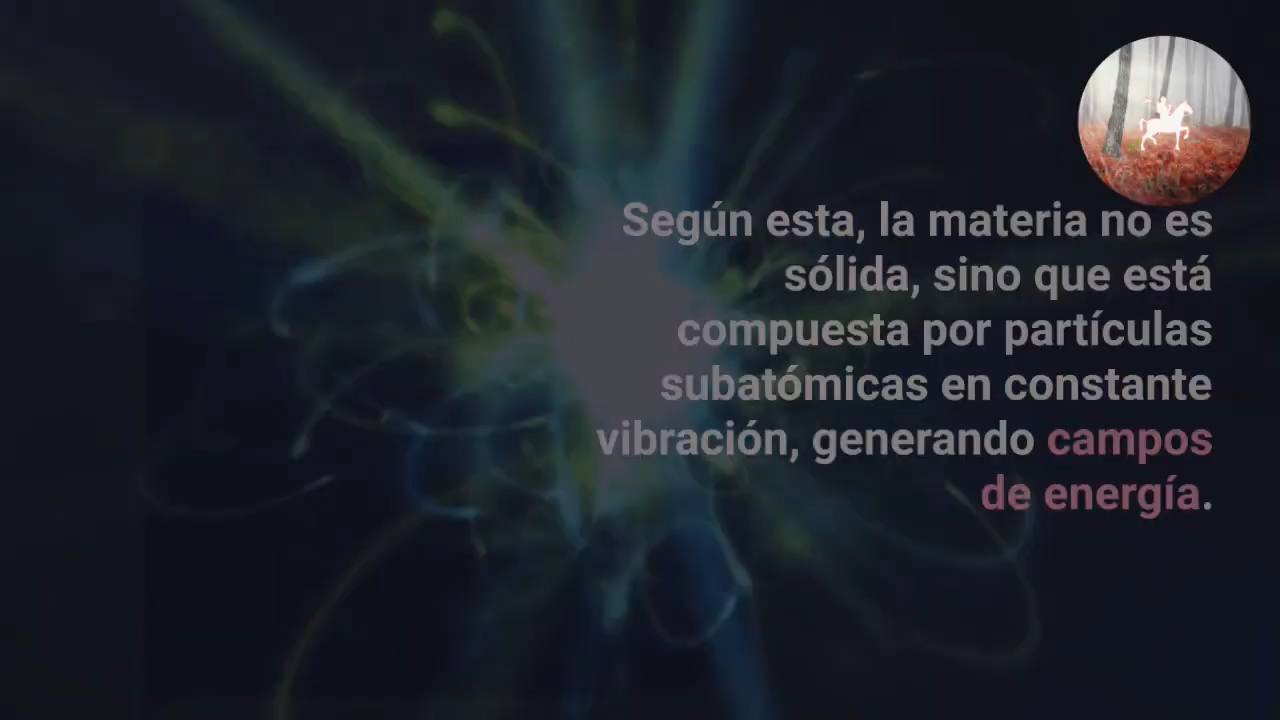 Según esta, la materia no es
sólida, sino que está
compuesta por partículas
subatómicas en constante
vibración, generando campos
de energía.